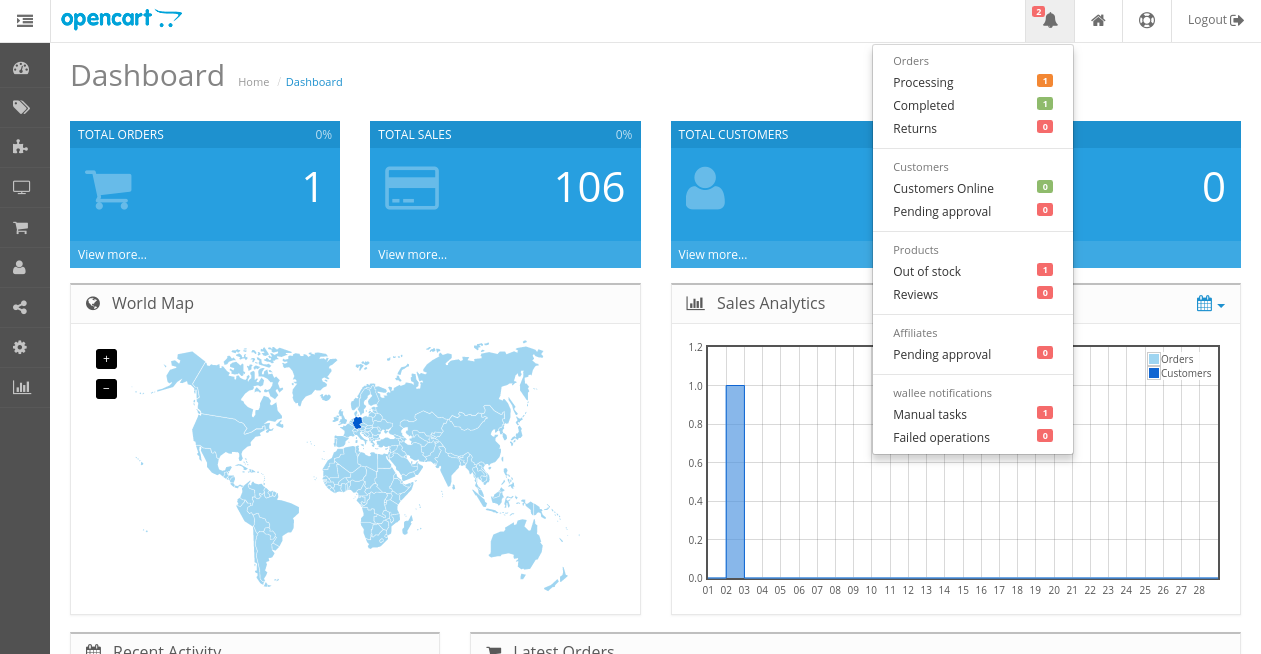 opencart
2
Logout
Dashboard
Home / Dashboard
Orders
Processing 1
Completed 1
Returns 0
Customers
Customers Online 0
Pending approval 0
Products
Out of stock 1
Reviews 0
Affiliates
Pending approval 0
wallee notifications
Manual tasks 1
Failed operations 0
TOTAL ORDERS 0%
1
View more...
TOTAL SALES 0%
106
View more...
TOTAL CUSTOMERS
View more...
0
World Map
+
−
Sales Analytics
1.2
1.0
0.8
0.6
0.4
0.2
0.0
Orders
Customers
01 02 03 04 05 06 07 08 09 10 11 12 13 14 15 16 17 18 19 20 21 22 23 24 25 26 27 28
Recent Activity
Latest Orders